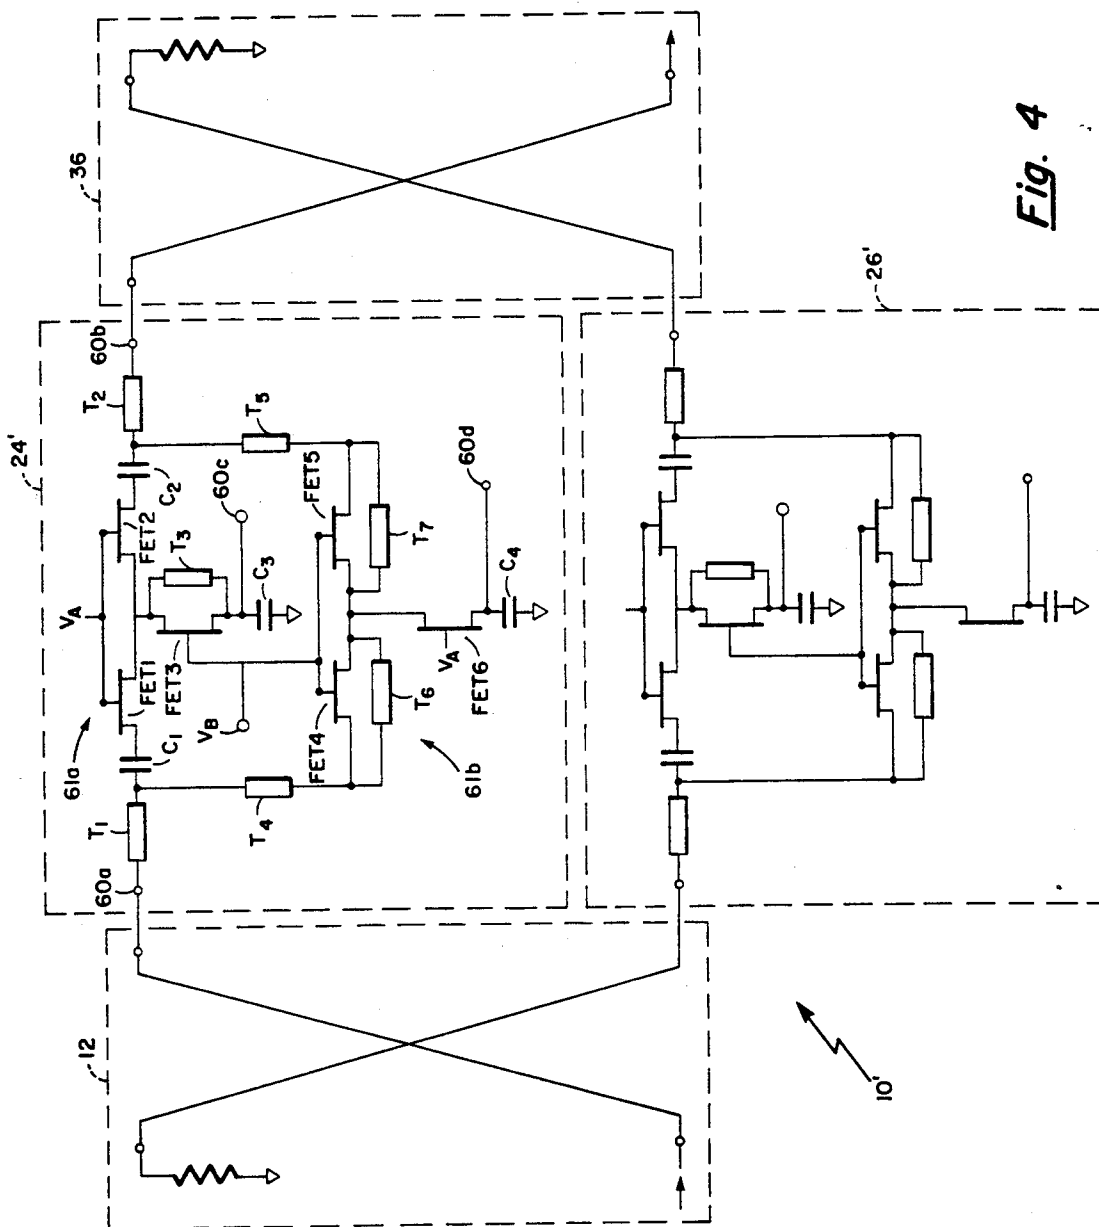 12
24'
36
61a
VA
FET1
FET2
C1
C2
T1
T2
60a
60b
FET3
T3
60c
C3
VB
T4
T5
FET4
FET5
T6
T7
VA
FET6
60d
C4
61b
26'
10'
Fig. 4